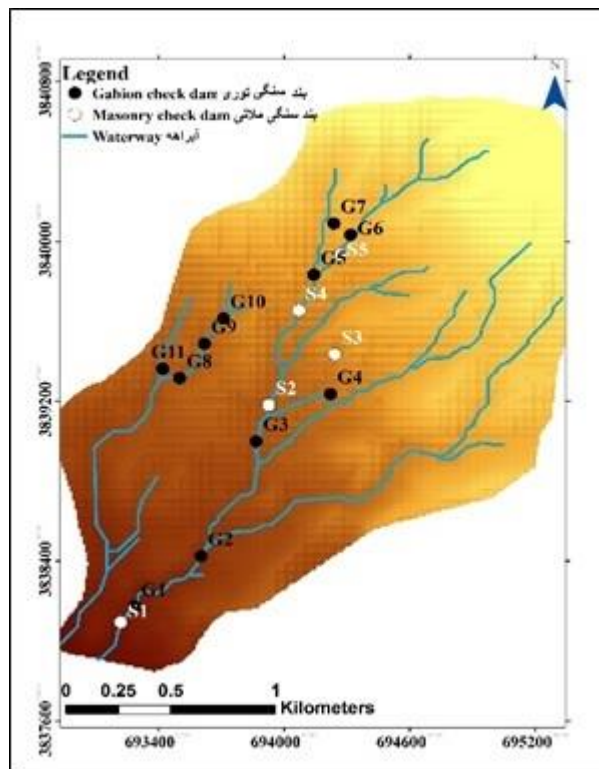 Legend
Gabion check dam بند سنگی توری
Masonry check dam بند سنگی ملاتی
Waterway آبراهه
N
3840800
3840000
3839200
3838400
3837600
G7
G6
S5
G5
S4
G10
G9
S3
G11
G8
G4
S2
G3
G2
G1
S1
0 0.25 0.5 1
Kilometers
693400 694000 694600 695200